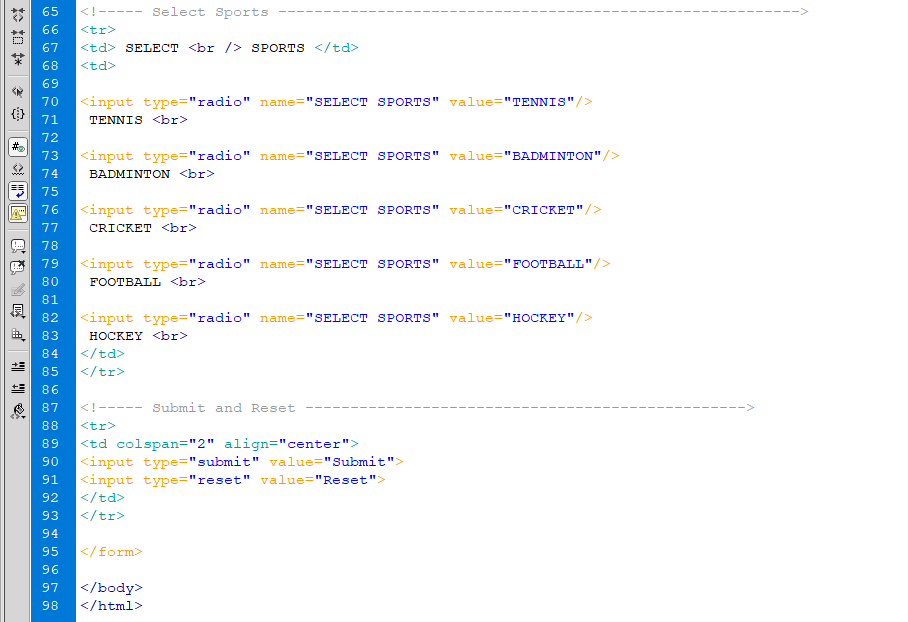 65 <!----- Select Sports ---------------------------------------------------------->
66 <tr>
67 <td> SELECT <br /> SPORTS </td>
68 <td>
69
70 <input type="radio" name="SELECT SPORTS" value="TENNIS"/>
71 TENNIS <br>
72
73 <input type="radio" name="SELECT SPORTS" value="BADMINTON"/>
74 BADMINTON <br>
75
76 <input type="radio" name="SELECT SPORTS" value="CRICKET"/>
77 CRICKET <br>
78
79 <input type="radio" name="SELECT SPORTS" value="FOOTBALL"/>
80 FOOTBALL <br>
81
82 <input type="radio" name="SELECT SPORTS" value="HOCKEY"/>
83 HOCKEY <br>
84 </td>
85 </tr>
86
87 <!----- Submit and Reset ------------------------------------------------->
88 <tr>
89 <td colspan="2" align="center">
90 <input type="submit" value="Submit">
91 <input type="reset" value="Reset">
92 </td>
93 </tr>
94
95 </form>
96
97 </body>
98 </html>